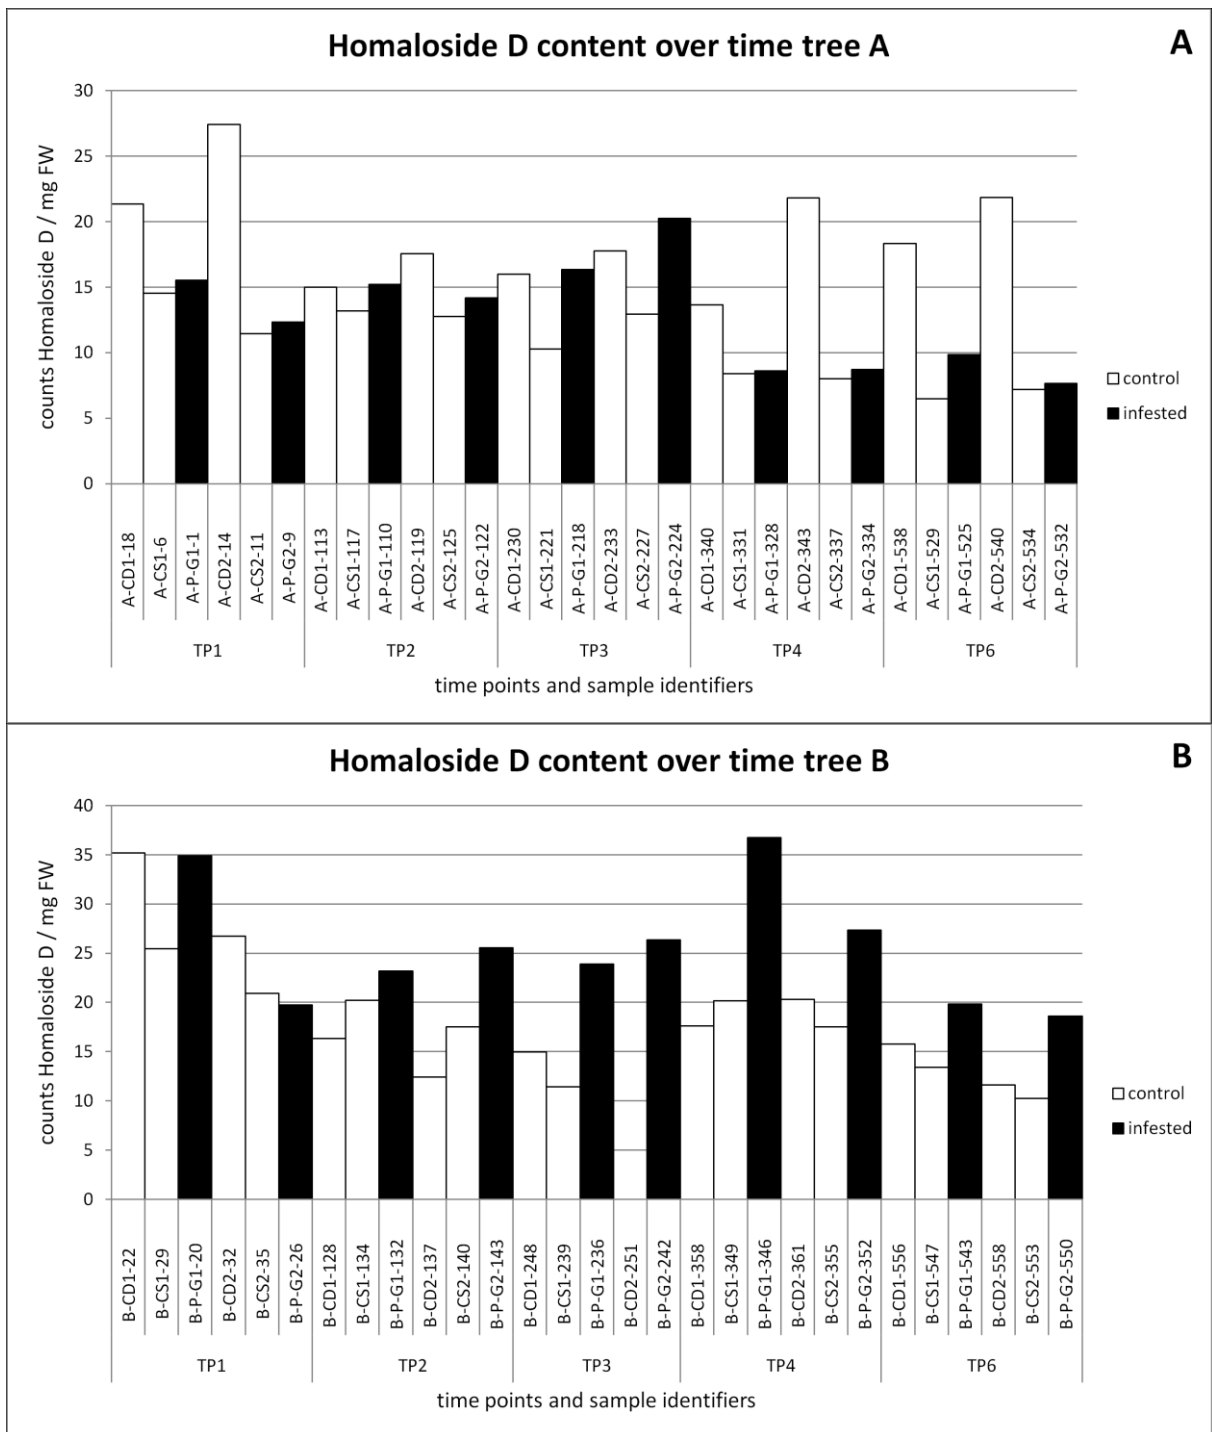 Homaloside D content over time tree A
A
counts Homaloside D / mg FW
30
25
20
15
10
5
0
control
infested
A-CD1-18
A-CS1-6
A-P-G1-1
A-CD2-14
A-CS2-11
A-P-G2-9
A-CD1-113
A-CS1-117
A-P-G1-110
A-CD2-119
A-CS2-125
A-P-G2-122
A-CD1-230
A-CS1-221
A-P-G1-218
A-CD2-233
A-CS2-227
A-P-G2-224
A-CD1-340
A-CS1-331
A-P-G1-328
A-CD2-343
A-CS2-337
A-P-G2-334
A-CD1-538
A-CS1-529
A-P-G1-525
A-CD2-540
A-CS2-534
A-P-G2-532
TP1 TP2 TP3 TP4 TP6
time points and sample identifiers
Homaloside D content over time tree B
B
counts Homaloside D / mg FW
40
35
30
25
20
15
10
5
0
control
infested
B-CD1-22
B-CS1-29
B-P-G1-20
B-CD2-32
B-CS2-35
B-P-G2-26
B-CD1-128
B-CS1-134
B-P-G1-132
B-CD2-137
B-CS2-140
B-P-G2-143
B-CD1-248
B-CS1-239
B-P-G1-236
B-CD2-251
B-P-G2-242
B-CD1-358
B-CS1-349
B-P-G1-346
B-CD2-361
B-CS2-355
B-P-G2-352
B-CD1-556
B-CS1-547
B-P-G1-543
B-CD2-558
B-CS2-553
B-P-G2-550
TP1 TP2 TP3 TP4 TP6
time points and sample identifiers